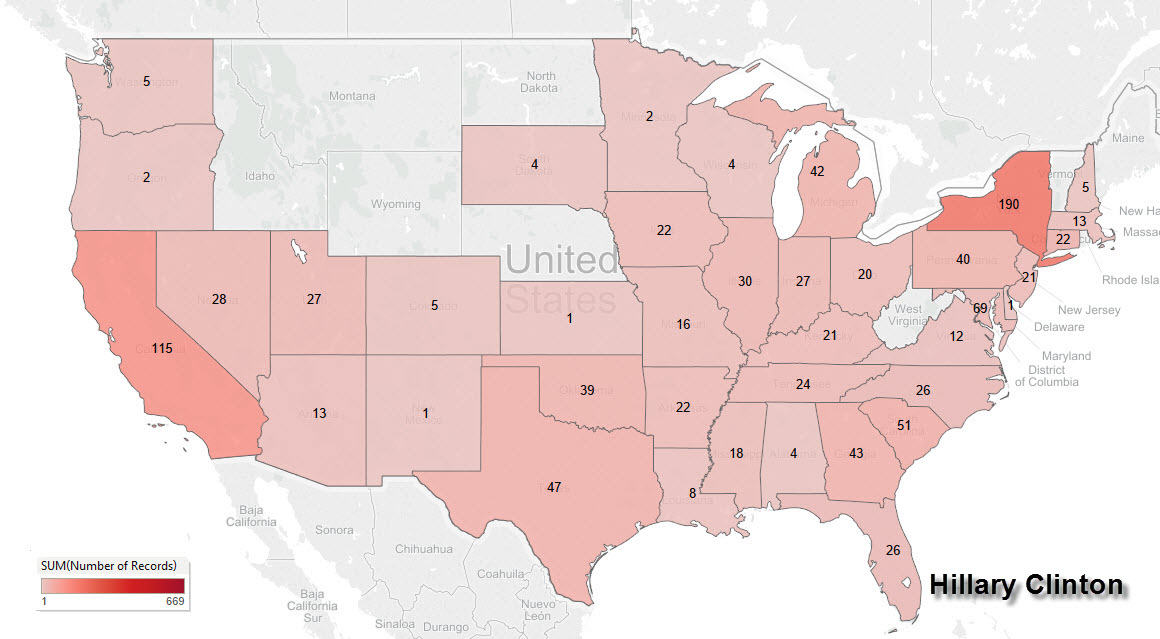 Washington
5
Montana
North
Dakota
2
Minnesota
Maine
Oregon
2
Idaho
South
Dakota
4
Wisconsin
4
42
Michigan
Vermont
5
New Ha
190
Wyoming
13
Massac
22
22
40
Pennsylvania
Rhode Isla
United
States
28
27
5
Colorado
30
27
20
21
New Jersey
69
1
Delaware
West
Virginia
12
Maryland
District
of Columbia
1
16
21
Kentucky
115
California
13
New
Mexico
1
39
Oklahoma
22
Arkansas
24
Tennessee
26
51
47
Texas
18
Mississippi
4
Alabama
43
Georgia
8
Louisiana
26
Baja
California
Sonora
Chihuahua
Coahuila
Baja
California
Sur
Sinaloa
Durango
Nuevo
León
SUM(Number of Records)
1
669
Hillary Clinton